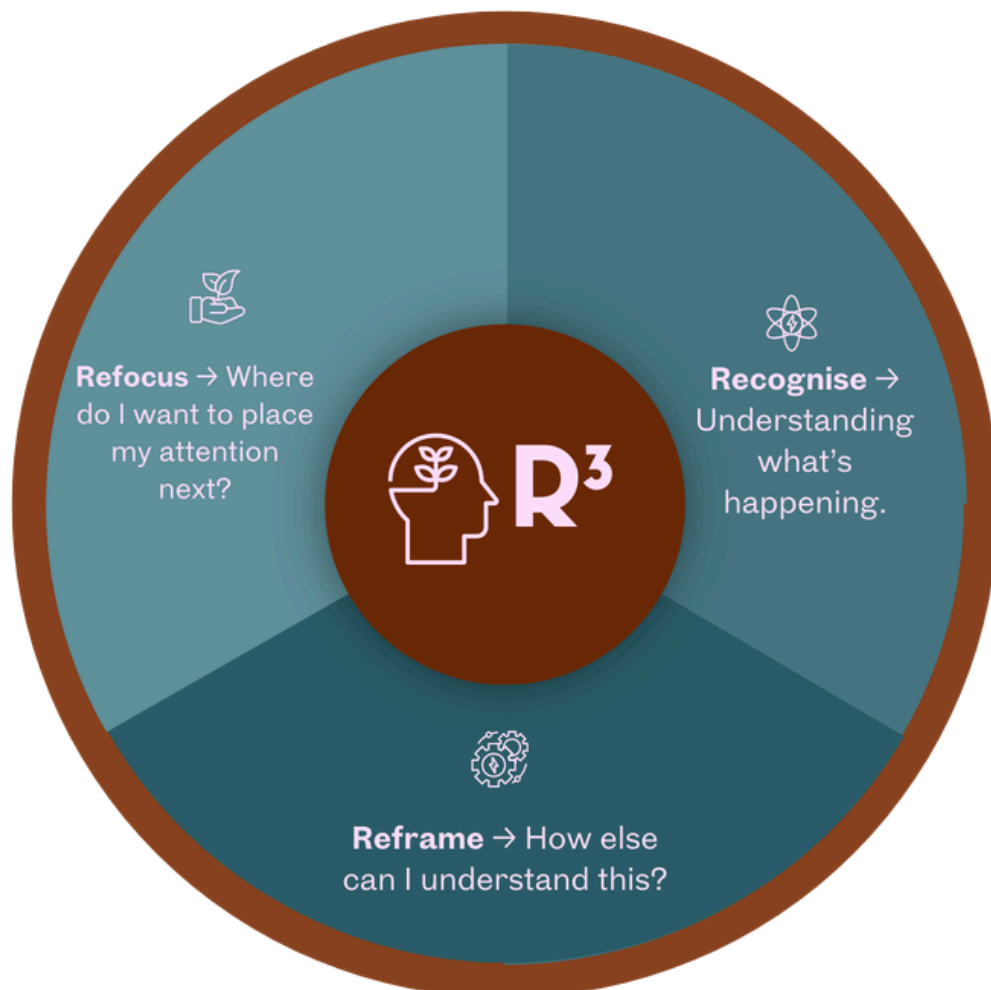 Refocus → Where
do I want to place
my attention
next?
R³
Recognise →
Understanding
what's
happening.
Reframe → How else
can I understand this?